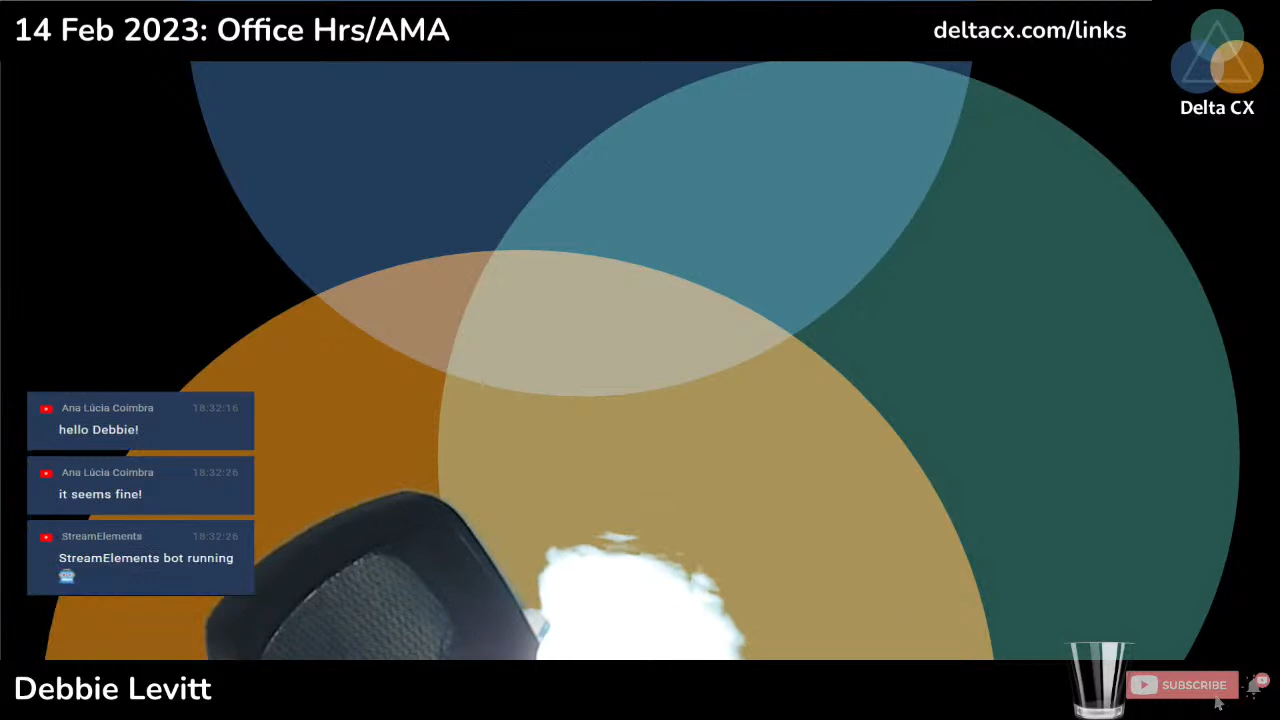 14 Feb 2023: Office Hrs/AMA
deltacx.com/links
Delta CX
Ana Lúcia Coimbra 18:32:16
hello Debbie!
Ana Lúcia Coimbra 18:32:26
it seems fine!
StreamElements 18:32:26
StreamElements bot running
Debbie Levitt
SUBSCRIBE